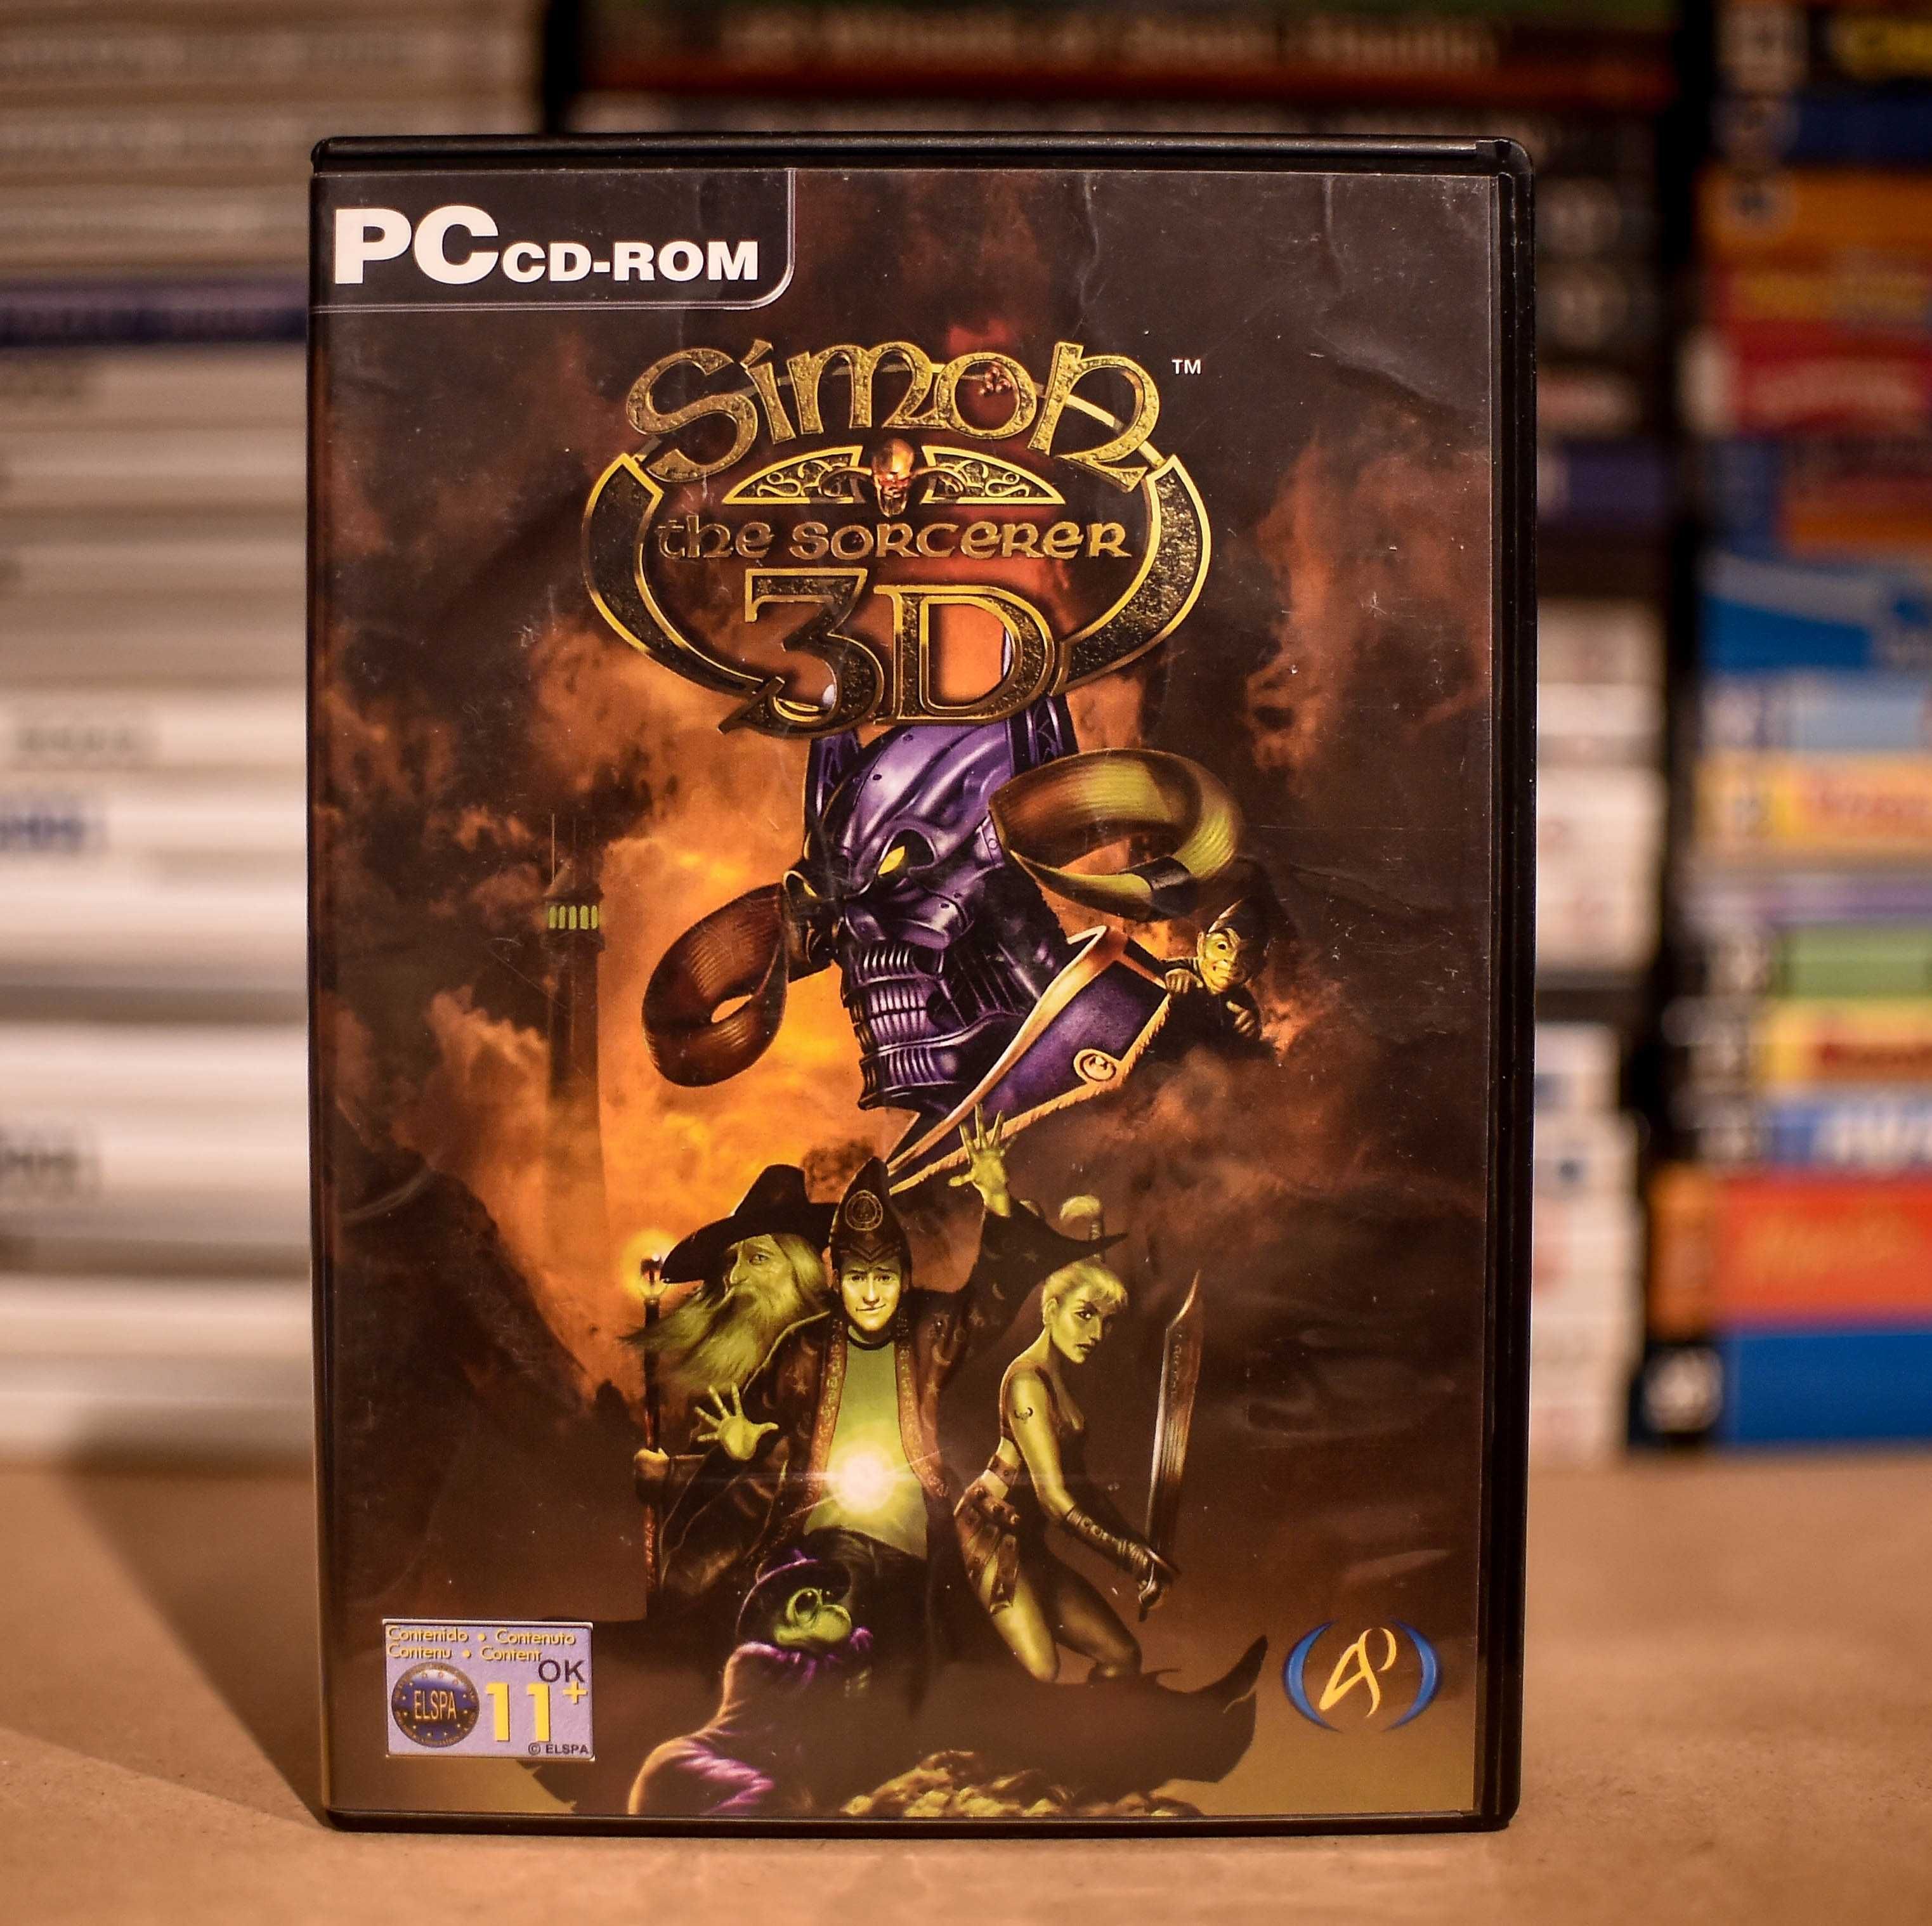 PC CD-ROM
Simon
TM
the SORCERER
3D
Contenido • Contenuto
Contenu • Content
OK
ELSPA
11+
© ELSPA